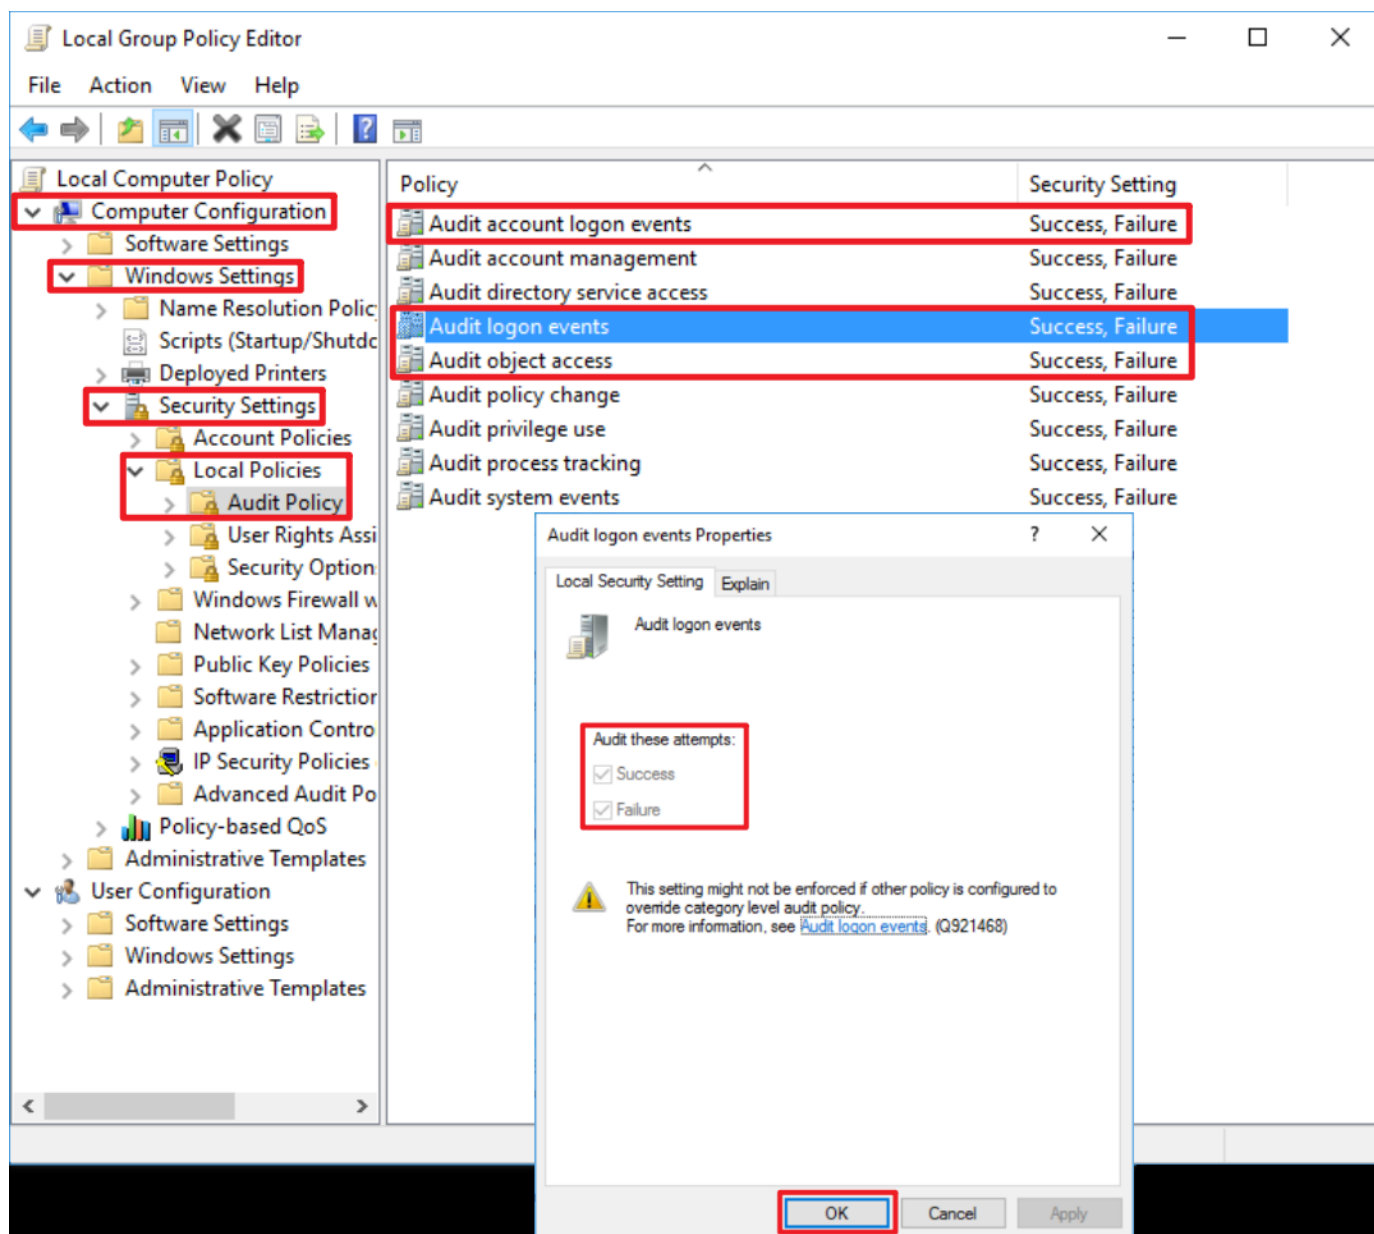 Local Group Policy Editor
File Action View Help
Local Computer Policy
Computer Configuration
Software Settings
Windows Settings
Name Resolution Polic
Scripts (Startup/Shutdc
Deployed Printers
Security Settings
Account Policies
Local Policies
Audit Policy
User Rights Assi
Security Option
Windows Firewall w
Network List Manag
Public Key Policies
Software Restriction
Application Contro
IP Security Policies
Advanced Audit Po
Policy-based QoS
Administrative Templates
User Configuration
Software Settings
Windows Settings
Administrative Templates
Policy Security Setting
Audit account logon events Success, Failure
Audit account management Success, Failure
Audit directory service access Success, Failure
Audit logon events Success, Failure
Audit object access Success, Failure
Audit policy change Success, Failure
Audit privilege use Success, Failure
Audit process tracking Success, Failure
Audit system events Success, Failure
Audit logon events Properties
Local Security Setting Explain
Audit logon events
Audit these attempts:
Success
Failure
This setting might not be enforced if other policy is configured to
override category level audit policy.
For more information, see Audit logon events. (Q921468)
OK Cancel Apply